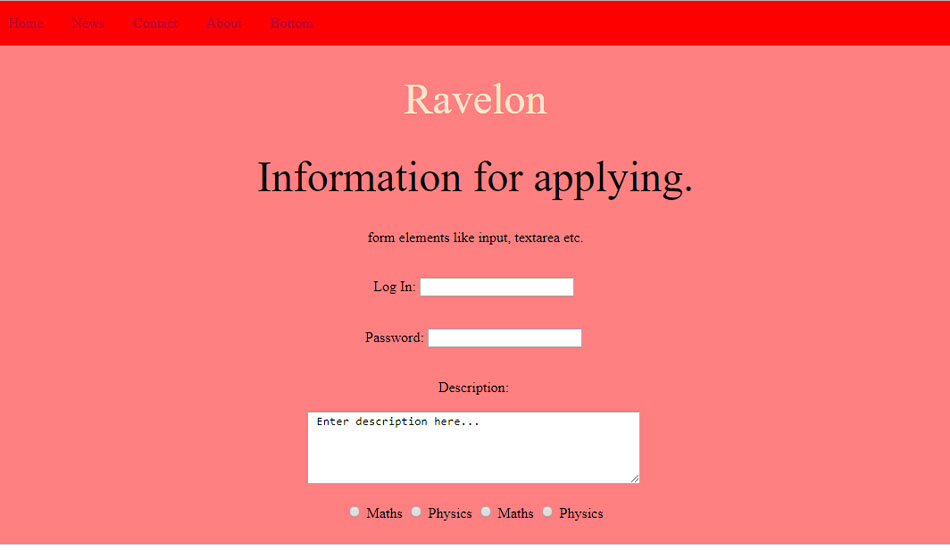 Home News Contact About Bottom
Ravelon
Information for applying.
form elements like input, textarea etc.
Log In:
Password:
Description:
Enter description here...
Maths Physics Maths Physics